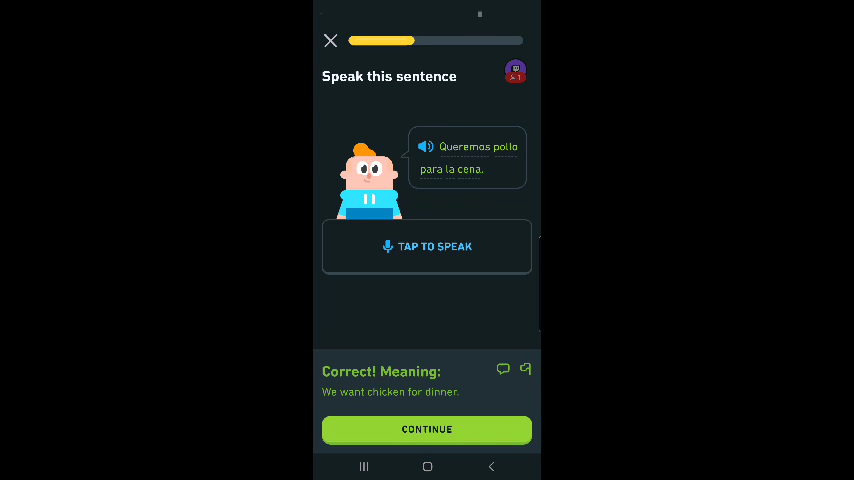 Speak this sentence
Queremos pollo
para la cena.
TAP TO SPEAK
Correct! Meaning:
We want chicken for dinner.
CONTINUE